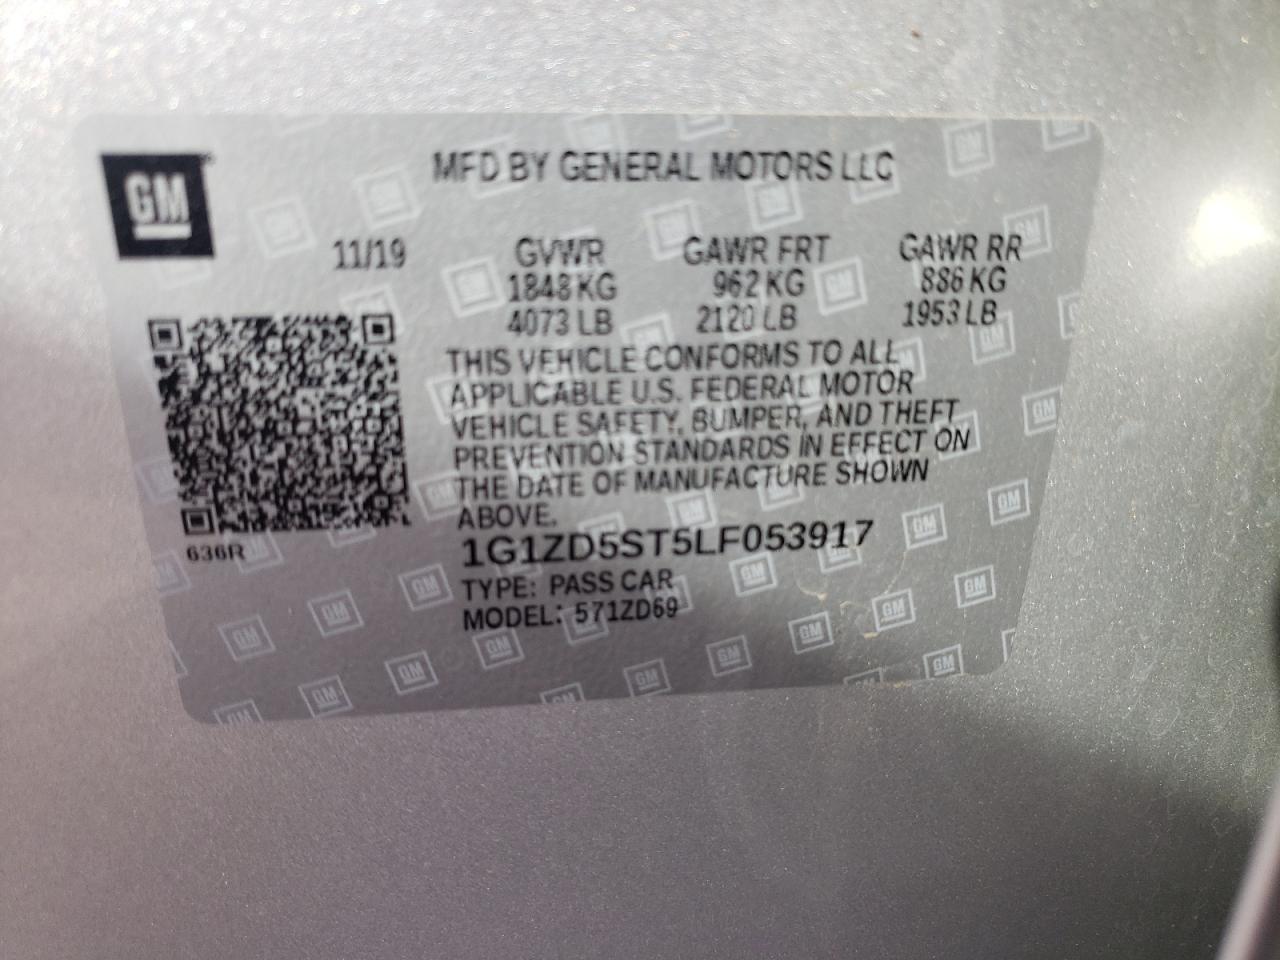 GM
MFD BY GENERAL MOTORS LLC
11/19 GVWR GAWR FRT GAWR RR
1848 KG 962 KG 886 KG
4073 LB 2120 LB 1953 LB
THIS VEHICLE CONFORMS TO ALL
APPLICABLE U.S. FEDERAL MOTOR
VEHICLE SAFETY, BUMPER, AND THEFT
PREVENTION STANDARDS IN EFFECT ON
THE DATE OF MANUFACTURE SHOWN
ABOVE.
636R
1G1ZD5ST5LF053917
TYPE: PASS CAR
MODEL: 571ZD69